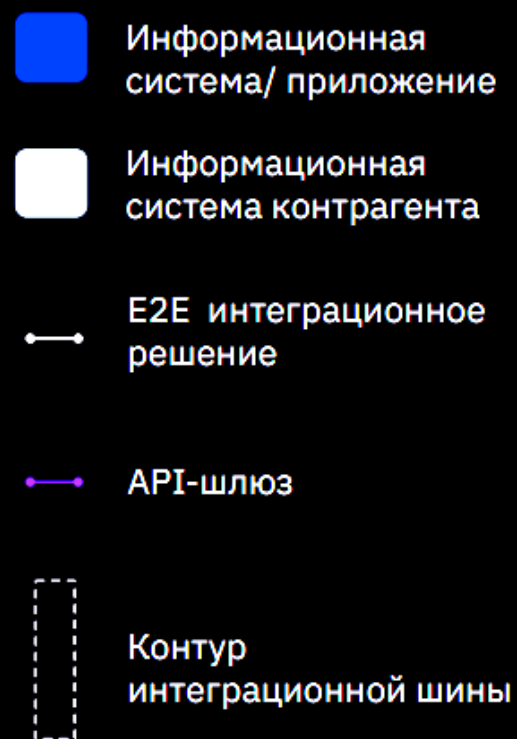 Информационная
система/ приложение
Информационная
система контрагента
E2E интеграционное
решение
API-шлюз
Контур
интеграционной шины